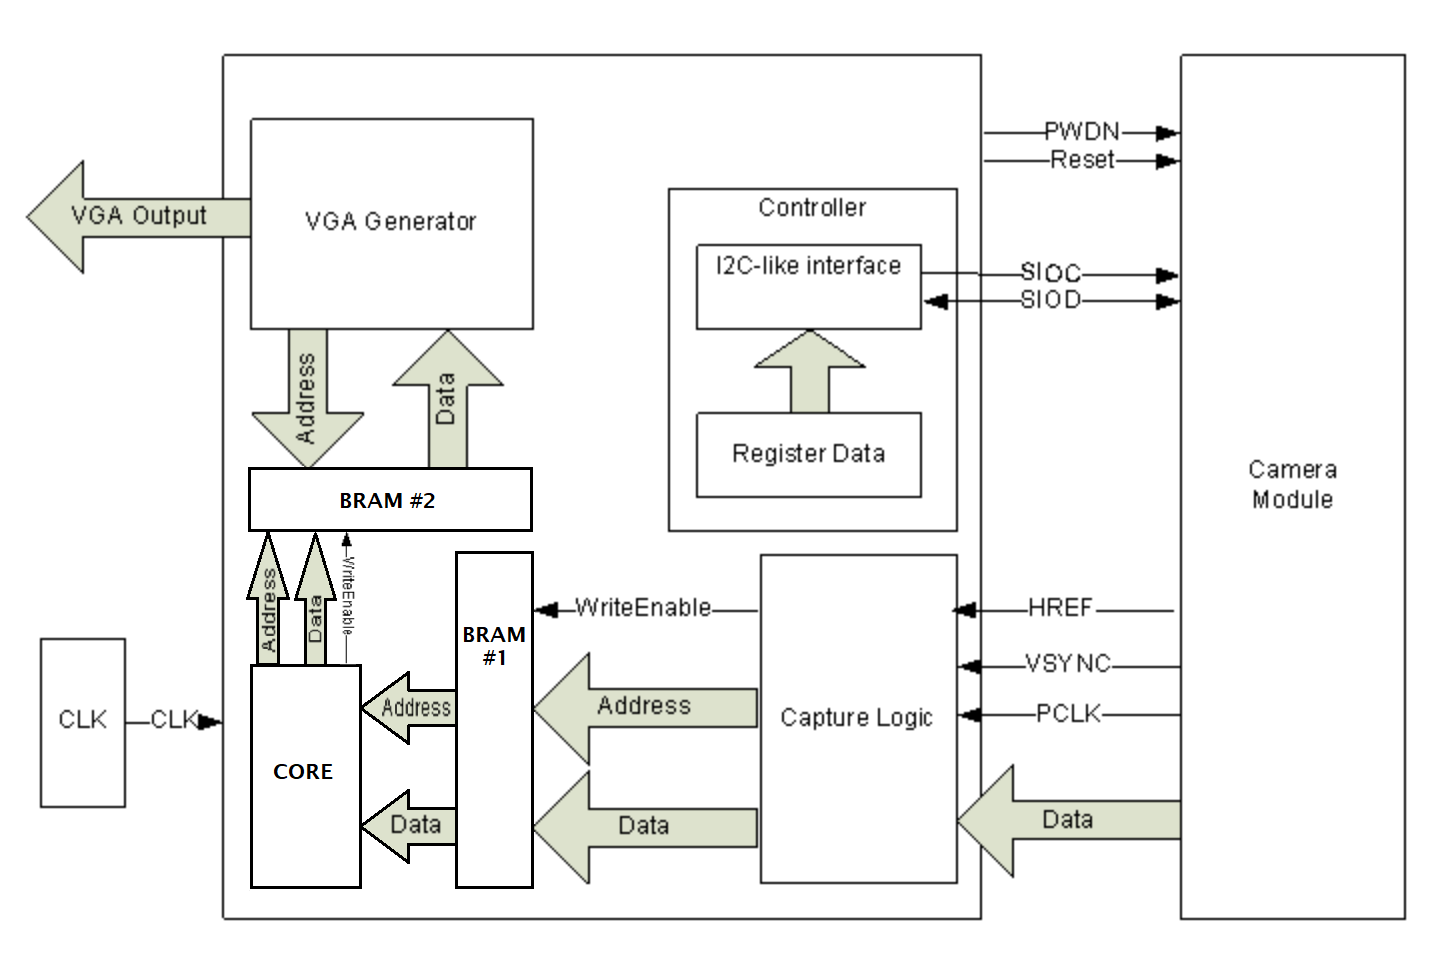 PWDN
Reset
Controller
VGA Output
VGA Generator
I2C-like interface
SIOC
SIOD
Address
Data
Register Data
Camera
Module
BRAM #2
Address
Data
WriteEnable
WriteEnable
HREF
BRAM
#1
VSYNC
Address
Address
CLK
CLK
Capture Logic
PCLK
CORE
Data
Data
Data